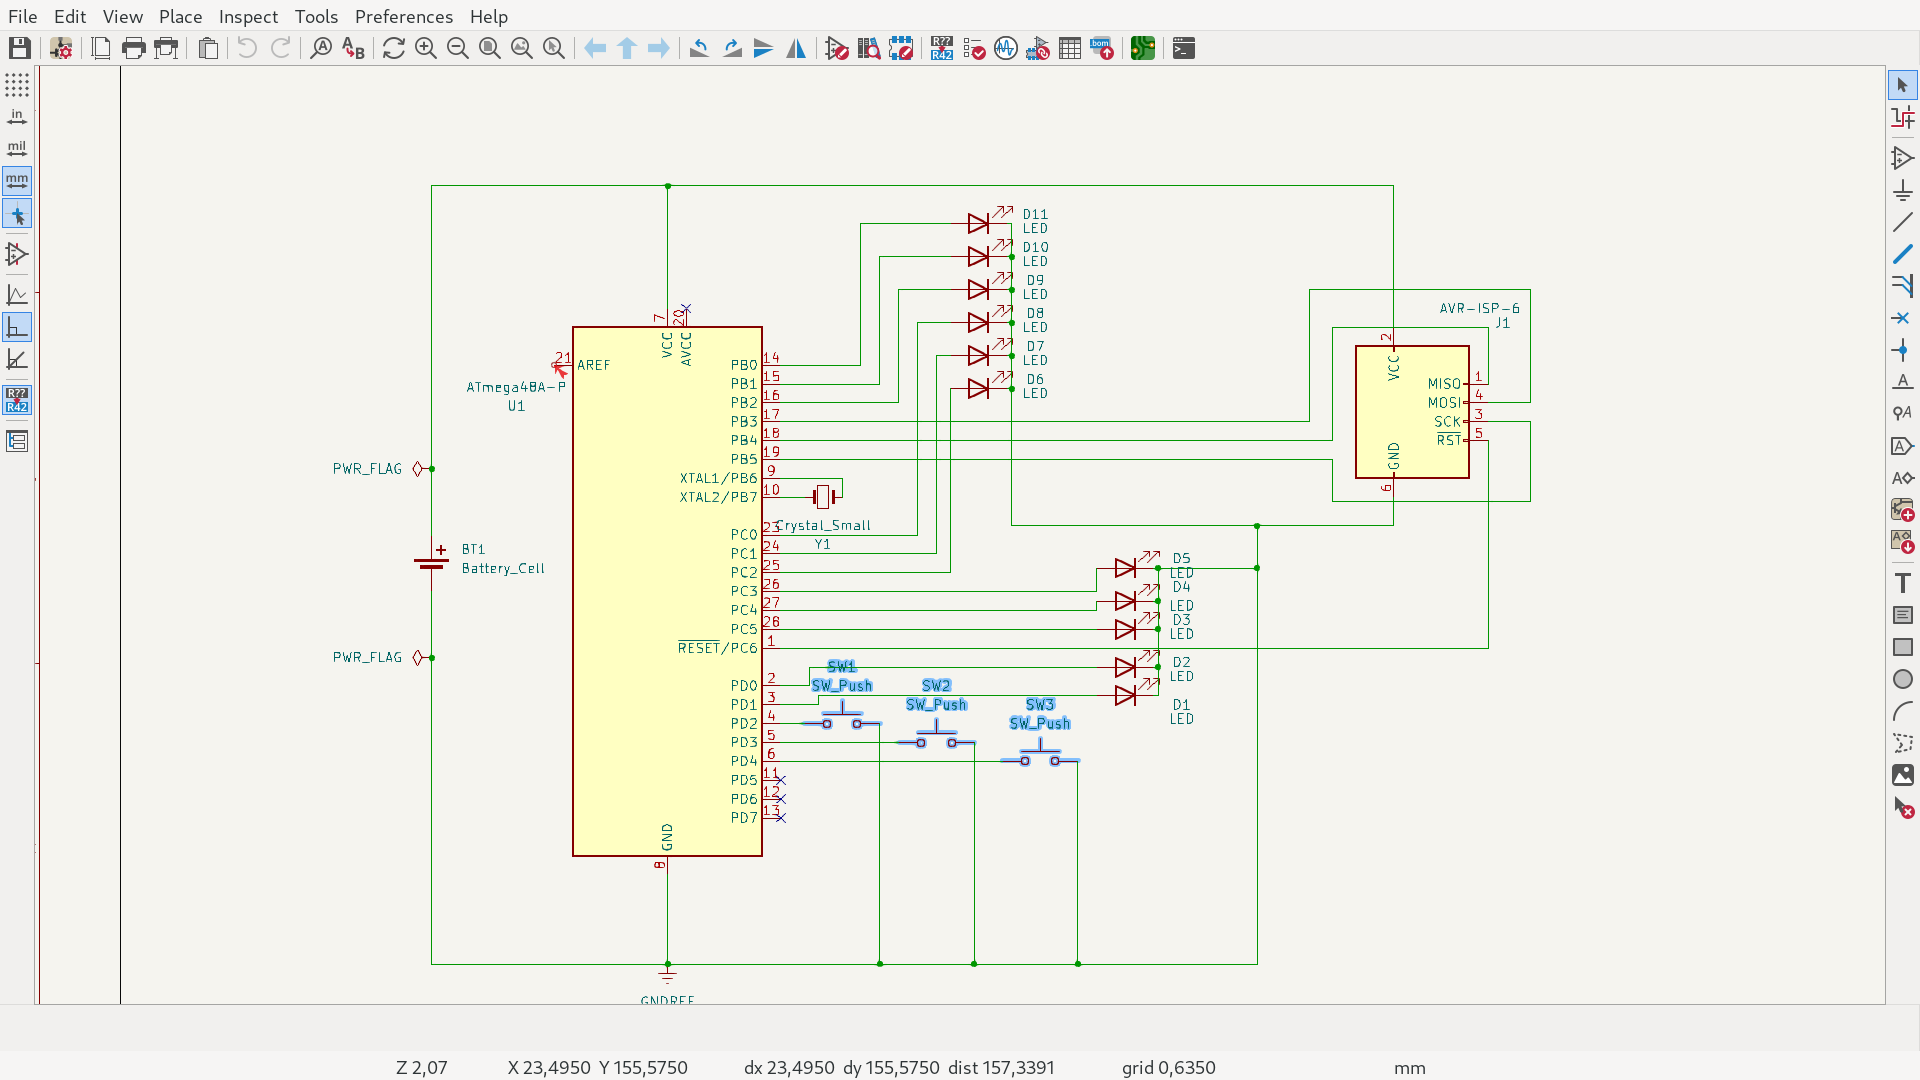 File Edit View Place Inspect Tools Preferences Help
in
mil
mm
R??
R42
A
B
R??
R42
bom
D11
LED
D10
LED
D9
LED
D8
LED
D7
LED
D6
LED
AVR-ISP-6
J1
2
VCC
MISO 1
MOSI 4
SCK 3
RST 5
GND
6
7
20
VCC
AVCC
21
AREF
ATmega48A-P
U1
PB0 14
PB1 15
PB2 16
PB3 17
PB4 18
PB5 19
XTAL1/PB6 9
XTAL2/PB7 10
PC0 23
PC1 24
PC2 25
PC3 26
PC4 27
PC5 28
RESET/PC6 1
PD0 2
PD1 3
PD2 4
PD3 5
PD4 6
PD5 11
PD6 12
PD7 13
GND
8
Crystal_Small
Y1
PWR_FLAG
BT1
Battery_Cell
PWR_FLAG
D5
LED
D4
LED
D3
LED
D2
LED
D1
LED
SW1
SW_Push
SW2
SW_Push
SW3
SW_Push
GNDREF
Z 2,07 X 23,4950 Y 155,5750 dx 23,4950 dy 155,5750 dist 157,3391 grid 0,6350 mm